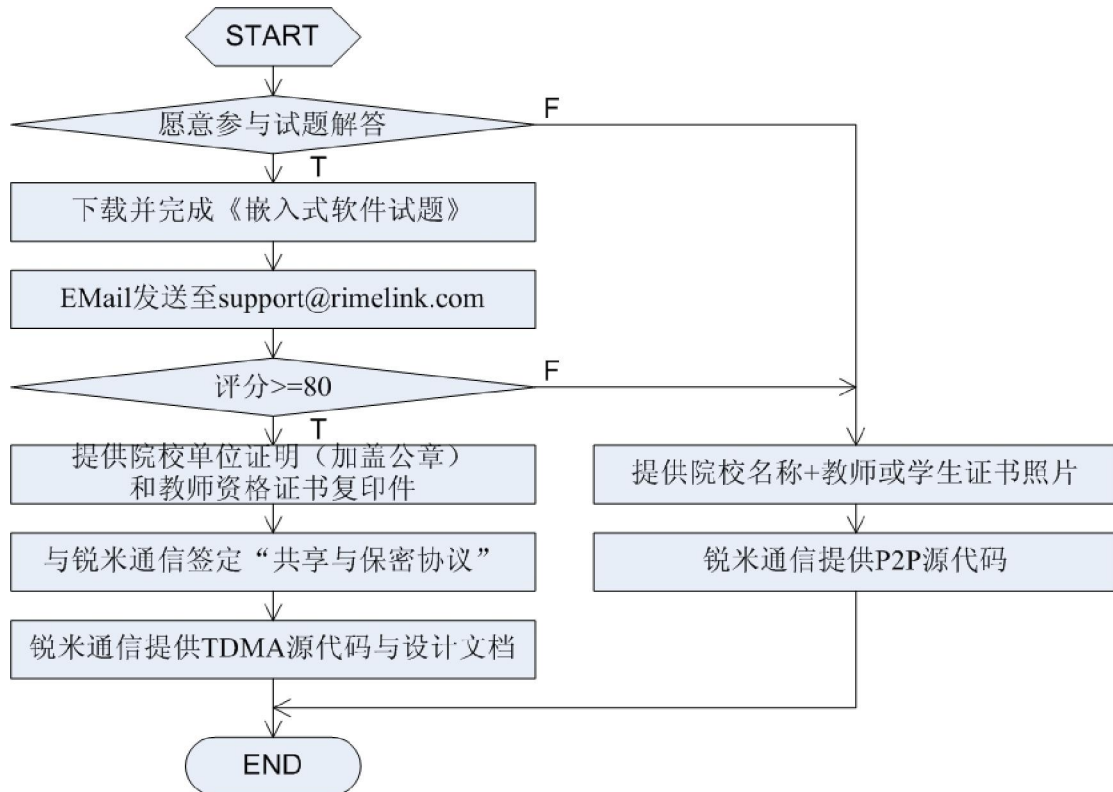 START
愿意参与试题解答
F
T
下载并完成《嵌入式软件试题》
EMail发送至support@rimelink.com
评分>=80
F
T
提供院校单位证明（加盖公章）
和教师资格证书复印件
提供院校名称+教师或学生证书照片
与锐米通信签定“共享与保密协议”
锐米通信提供P2P源代码
锐米通信提供TDMA源代码与设计文档
END